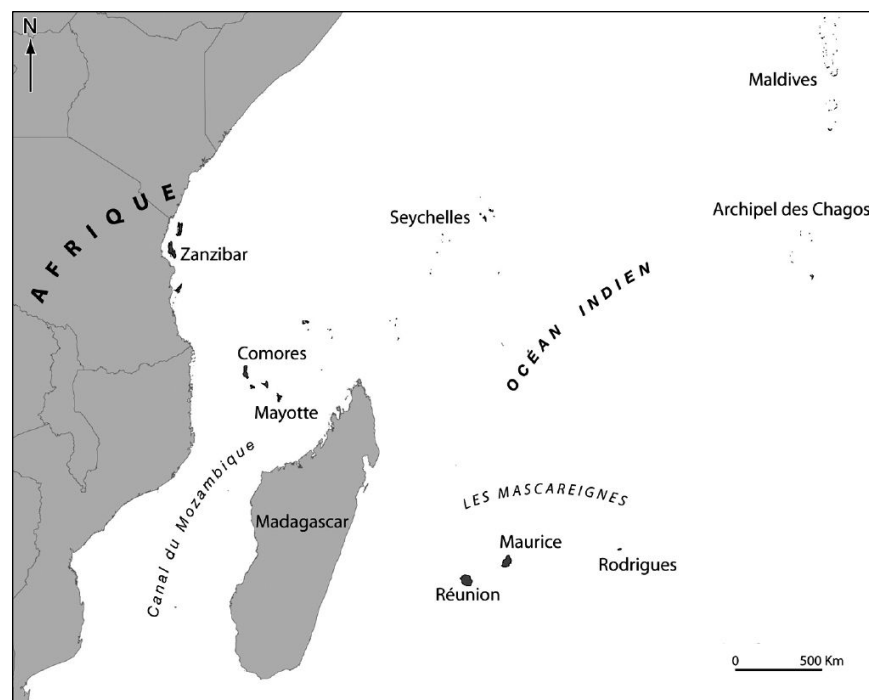 N
Maldives
AFRIQUE
Seychelles
Archipel des Chagos
Zanzibar
OCÉAN INDIEN
Comores
Mayotte
Canal du Mozambique
LES MASCAREIGNES
Madagascar
Maurice
Rodrigues
Réunion
0 500 Km